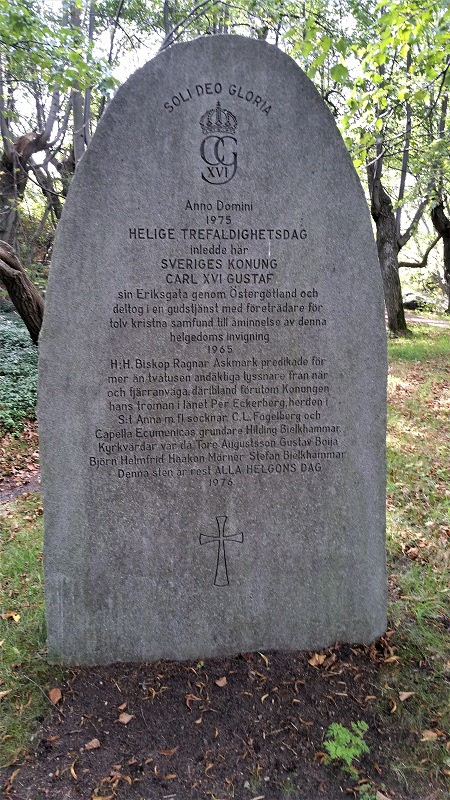 SOLI DEO GLORIA
CG
XVI
Anno Domini
1975
HELIGE TREFALDIGHETSDAG
inledde här
SVERIGES KONUNG
CARL XVI GUSTAF
sin Eriksgata genom Östergötland och
deltog i en gudstjänst med företrädare för
tolv kristna samfund till åminnelse av denna
helgedoms invigning
1965
H.H. Biskop Ragnar Askmark predikade för
mer än tvåtusen andäktiga lyssnare från när
och fjärran väga, däribland förutom Konungen
hans troman i länet Per Eckerberg, herden i
S:t Anna m.fl socknar C.L. Fogelberg och
Capella Ecumenicas grundare Hilding Bielkhammar.
Kyrkvärdar var då Tore Augustsson Gustav Boija
Björn Helmfrid Haakon Mörner Stefan Bielkhammar
Denna sten är rest ALLA HELGONS DAG
1976